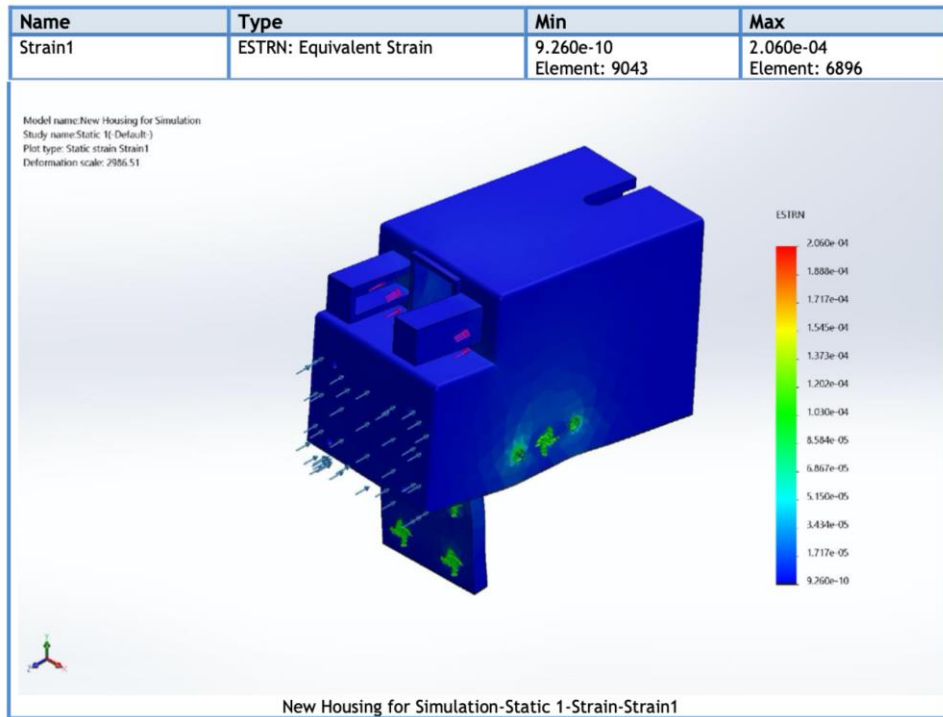 Name Type Min Max
Strain1 ESTRN: Equivalent Strain 9.260e-10 2.060e-04
Element: 9043 Element: 6896
Model name:New Housing for Simulation
Study name:Static 1(-Default-)
Plot type: Static strain Strain1
Deformation scale: 2986.51
ESTRN
2.060e-04
1.888e-04
1.717e-04
1.545e-04
1.373e-04
1.202e-04
1.030e-04
8.584e-05
6.867e-05
5.150e-05
3.434e-05
1.717e-05
9.260e-10
Y
Z X
New Housing for Simulation-Static 1-Strain-Strain1